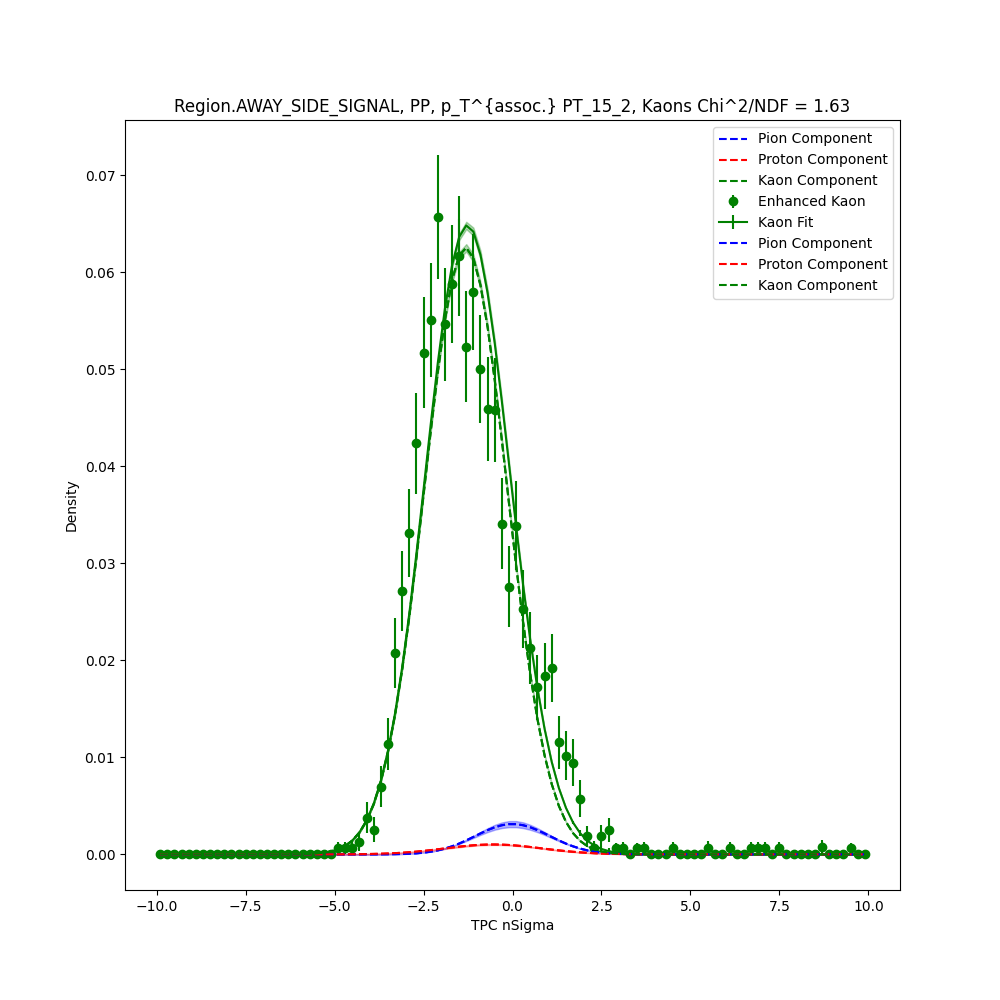 Region.AWAY_SIDE_SIGNAL, PP, p_T^{assoc.} PT_15_2, Kaons Chi^2/NDF = 1.63
Pion Component
Proton Component
Kaon Component
Enhanced Kaon
Kaon Fit
Pion Component
Proton Component
Kaon Component
0.07
0.06
0.05
0.04
0.03
0.02
0.01
0.00
Density
−10.0 −7.5 −5.0 −2.5 0.0 2.5 5.0 7.5 10.0
TPC nSigma